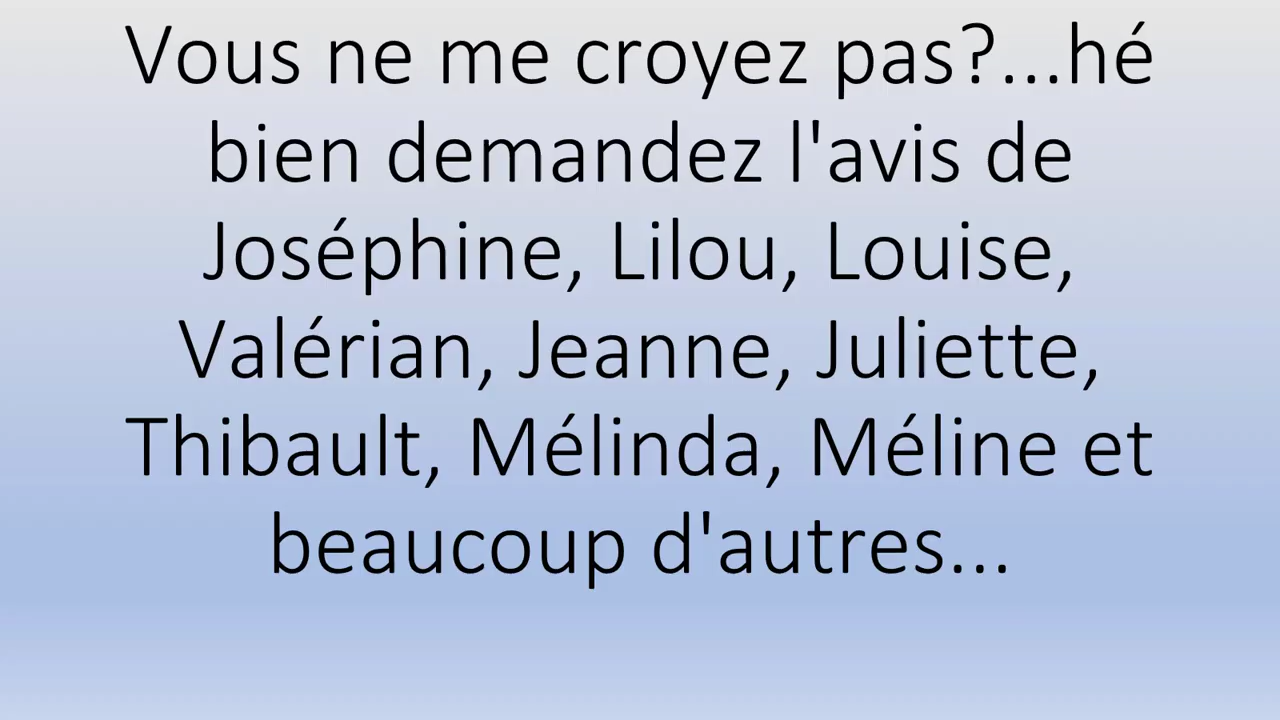 Vous ne me croyez pas?...hé
bien demandez l'avis de
Joséphine, Lilou, Louise,
Valérian, Jeanne, Juliette,
Thibault, Mélinda, Méline et
beaucoup d'autres...